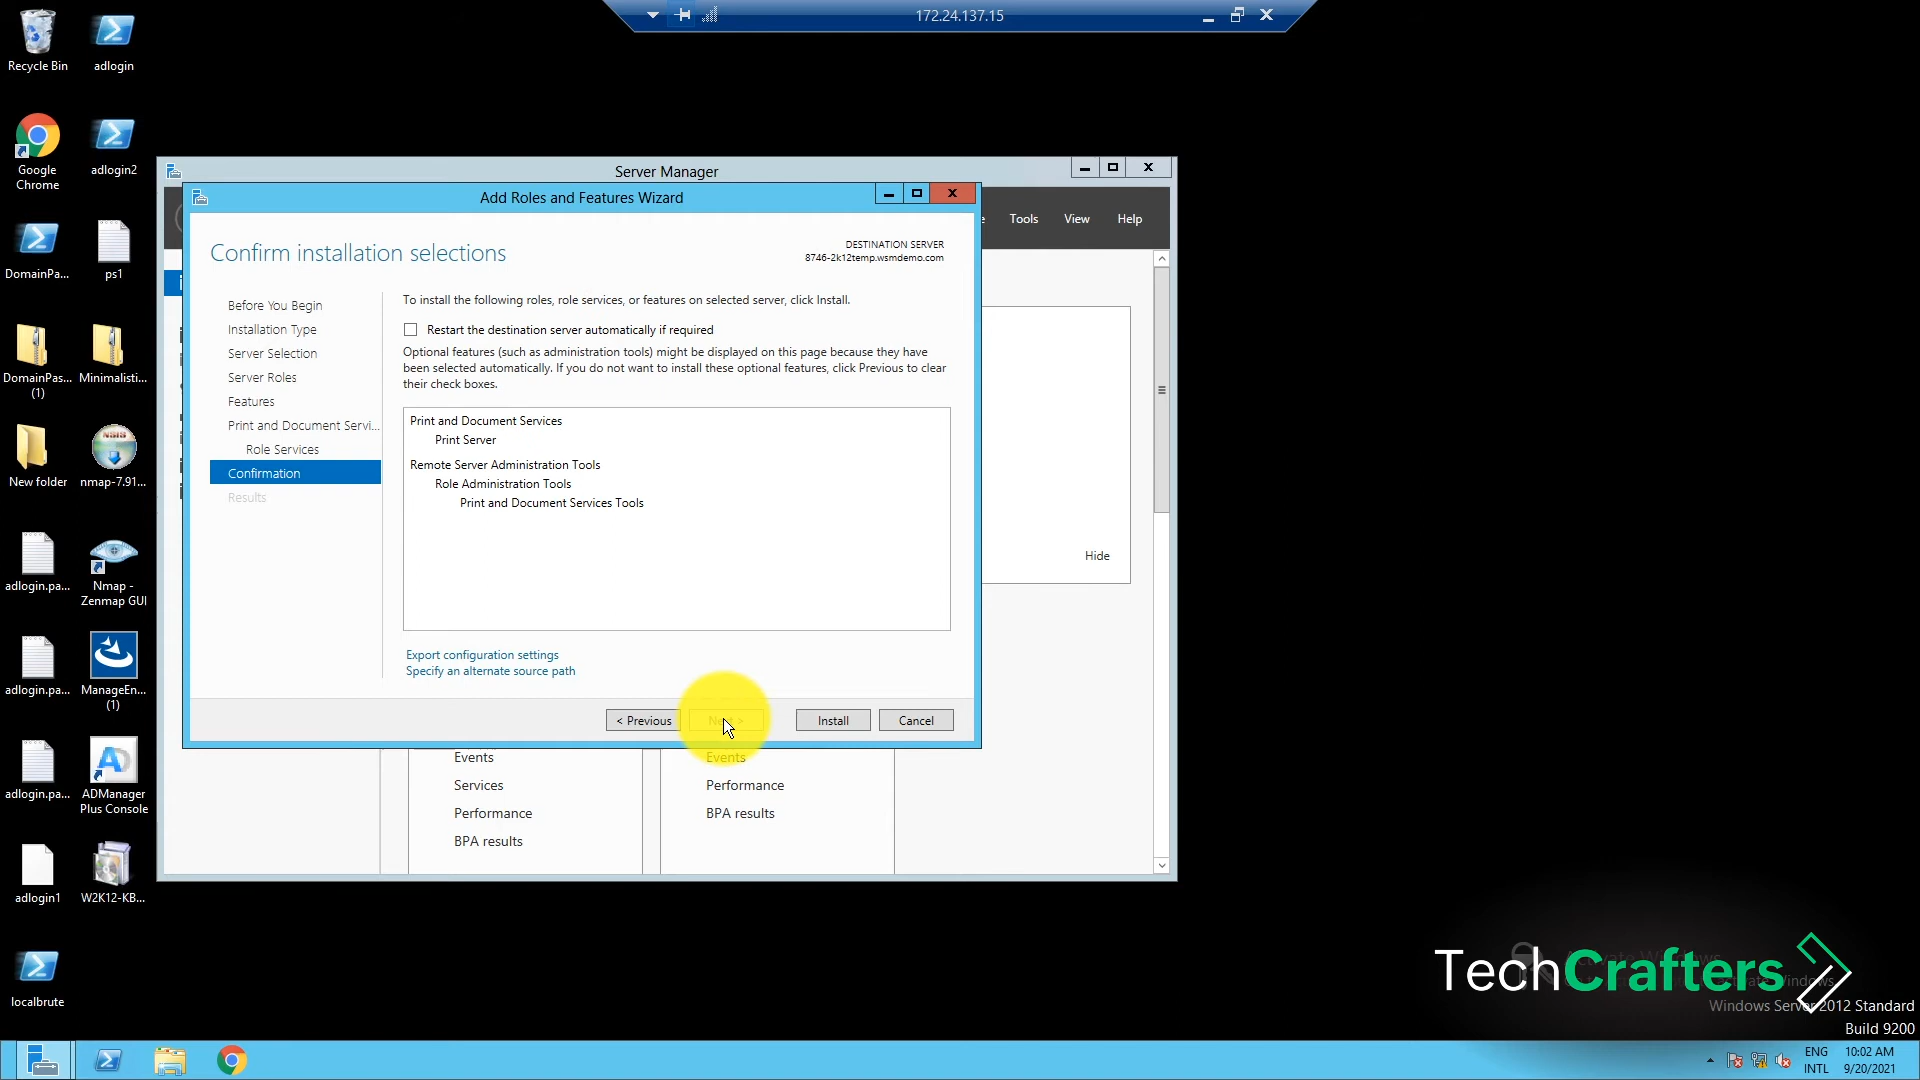 172.24.137.15
Recycle Bin
adlogin
Google
Chrome
adlogin2
DomainPa...
ps1
DomainPas...
(1)
Minimalisti...
New folder
nmap-7.91...
adlogin.pa...
Nmap -
Zenmap GUI
adlogin.pa...
ManageEn...
(1)
adlogin.pa...
ADManager
Plus Console
adlogin1
W2K12-KB...
localbrute
Server Manager
Tools
View
Help
Add Roles and Features Wizard
Confirm installation selections
DESTINATION SERVER
8746-2k12temp.wsmdemo.com
Before You Begin
Installation Type
Server Selection
Server Roles
Features
Print and Document Servi...
Role Services
Confirmation
Results
To install the following roles, role services, or features on selected server, click Install.
Restart the destination server automatically if required
Optional features (such as administration tools) might be displayed on this page because they have
been selected automatically. If you do not want to install these optional features, click Previous to clear
their check boxes.
Print and Document Services
Print Server
Remote Server Administration Tools
Role Administration Tools
Print and Document Services Tools
Export configuration settings
Specify an alternate source path
< Previous
Next >
Install
Cancel
Hide
Events
Services
Performance
BPA results
Events
Performance
BPA results
TechCrafters
Activate Windows
Windows Server 2012 Standard
Build 9200
ENG
INTL
10:02 AM
9/20/2021